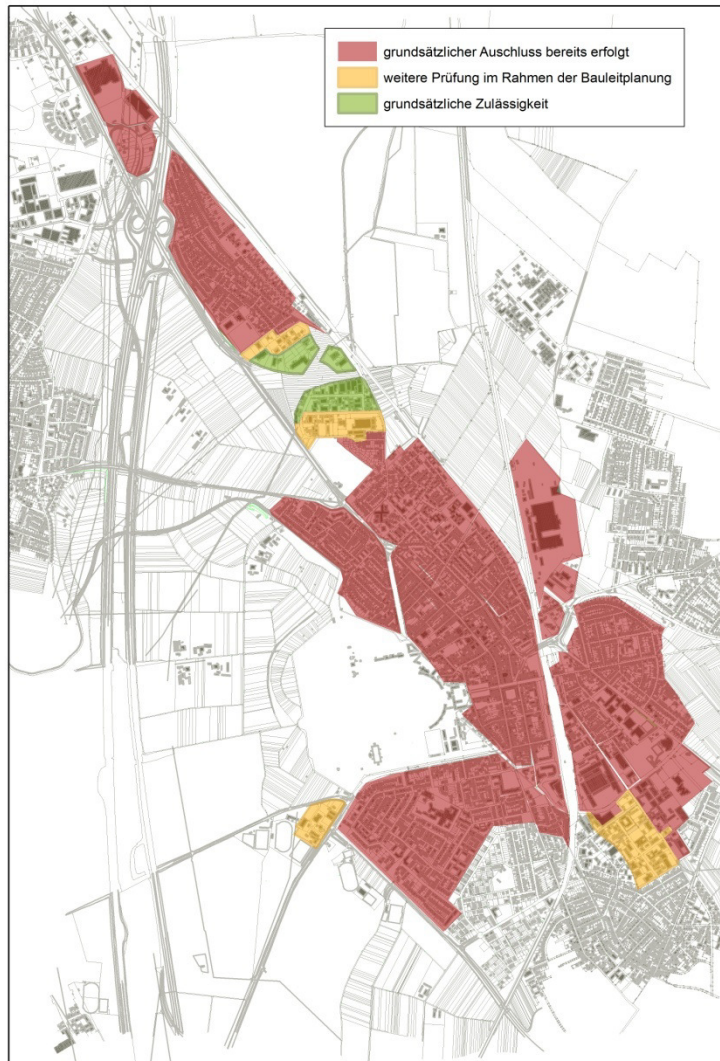 grundsätzlicher Auschluss bereits erfolgt
weitere Prüfung im Rahmen der Bauleitplanung
grundsätzliche Zulässigkeit